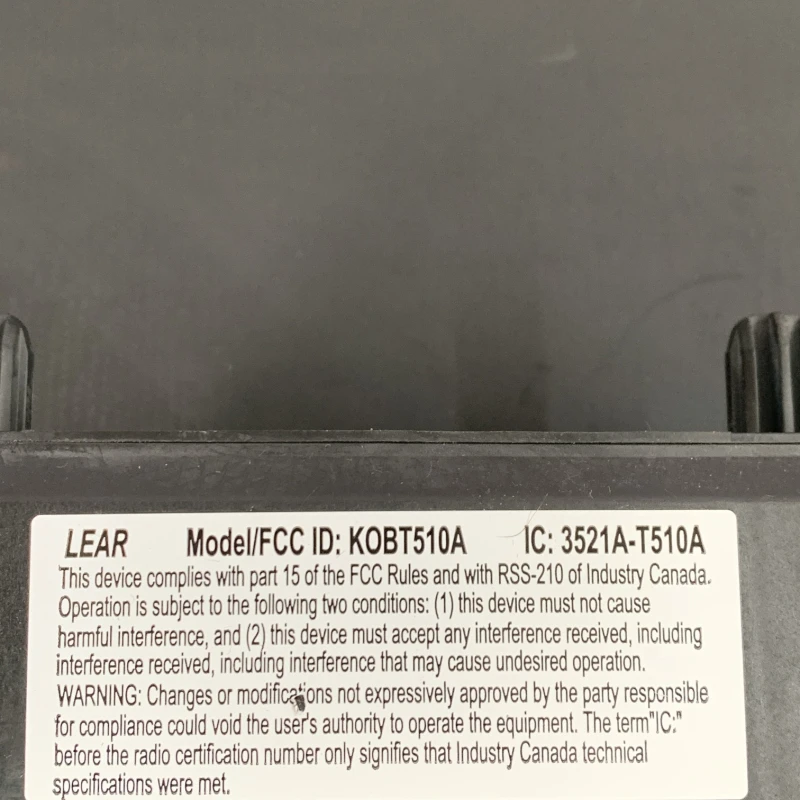 LEAR Model/FCC ID: KOBT510A IC: 3521A-T510A
This device complies with part 15 of the FCC Rules and with RSS-210 of Industry Canada.
Operation is subject to the following two conditions: (1) this device must not cause
harmful interference, and (2) this device must accept any interference received, including
interference received, including interference that may cause undesired operation.
WARNING: Changes or modifications not expressively approved by the party responsible
for compliance could void the user's authority to operate the equipment. The term"IC:"
before the radio certification number only signifies that Industry Canada technical
specifications were met.